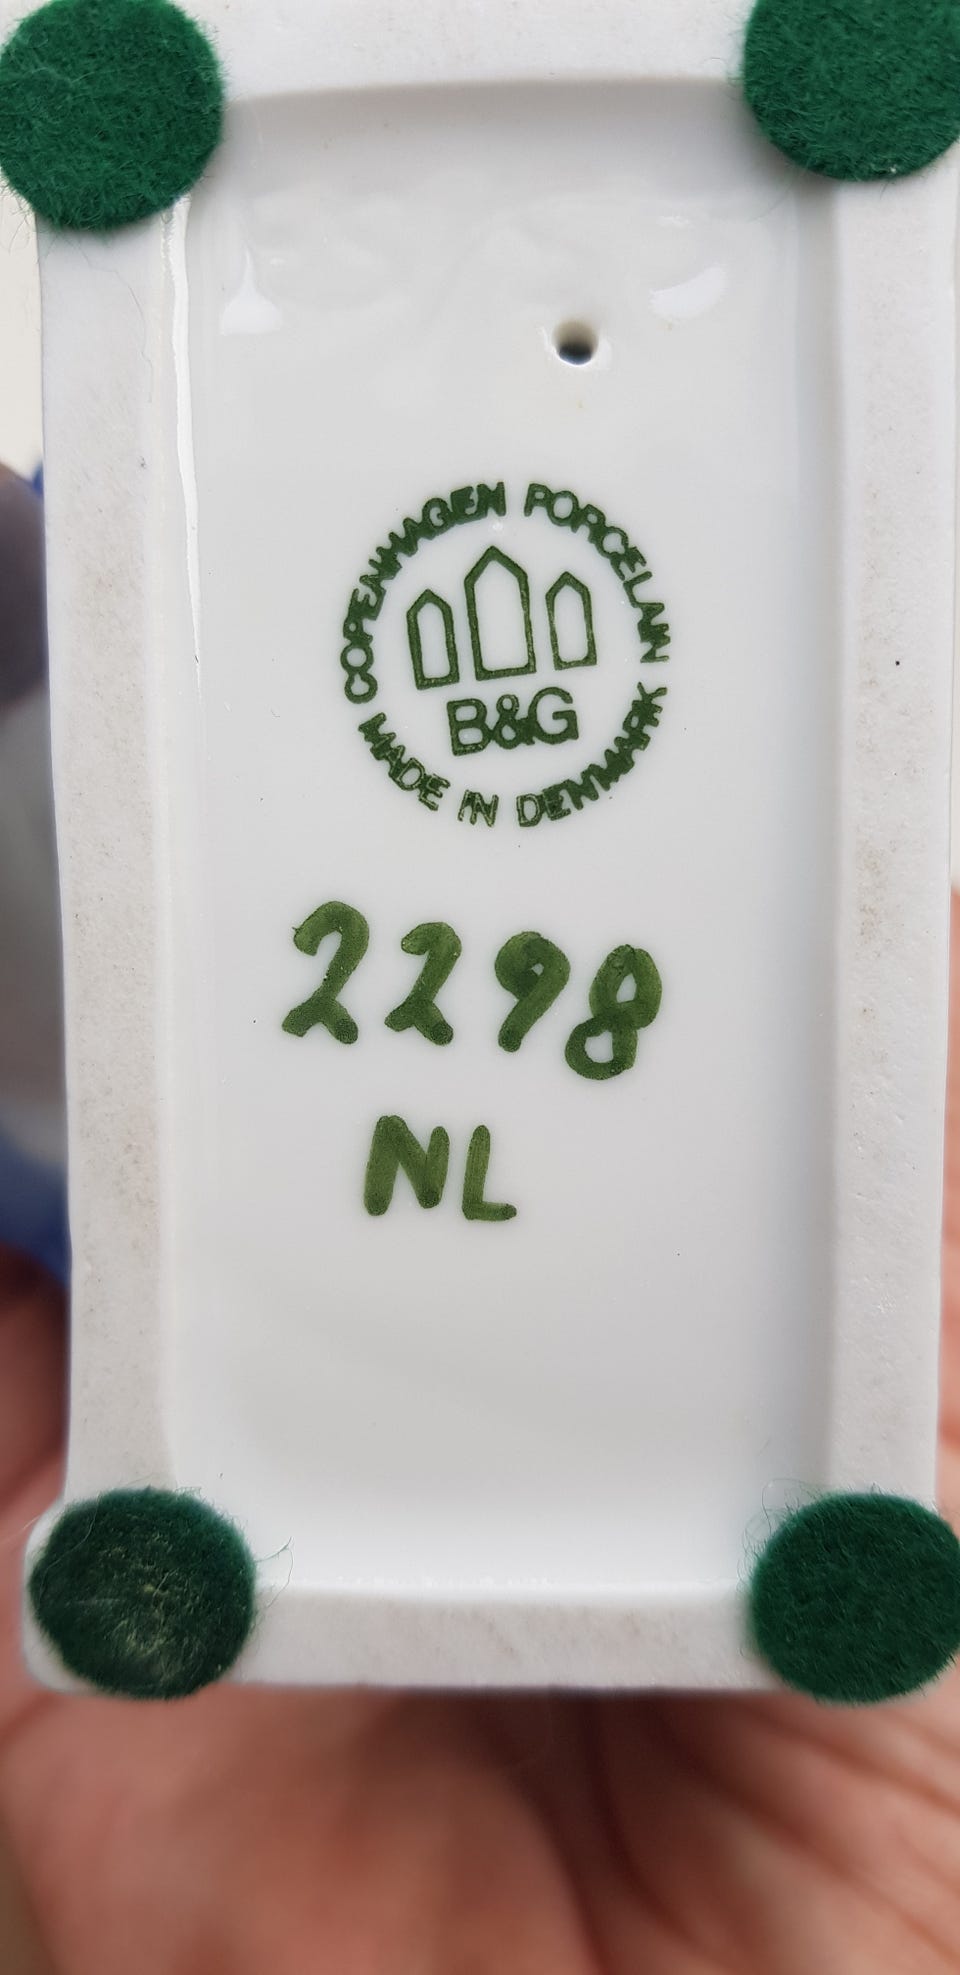 COPENHAGEN PORCELAIN
B&G
MADE IN DENMARK
2298
NL